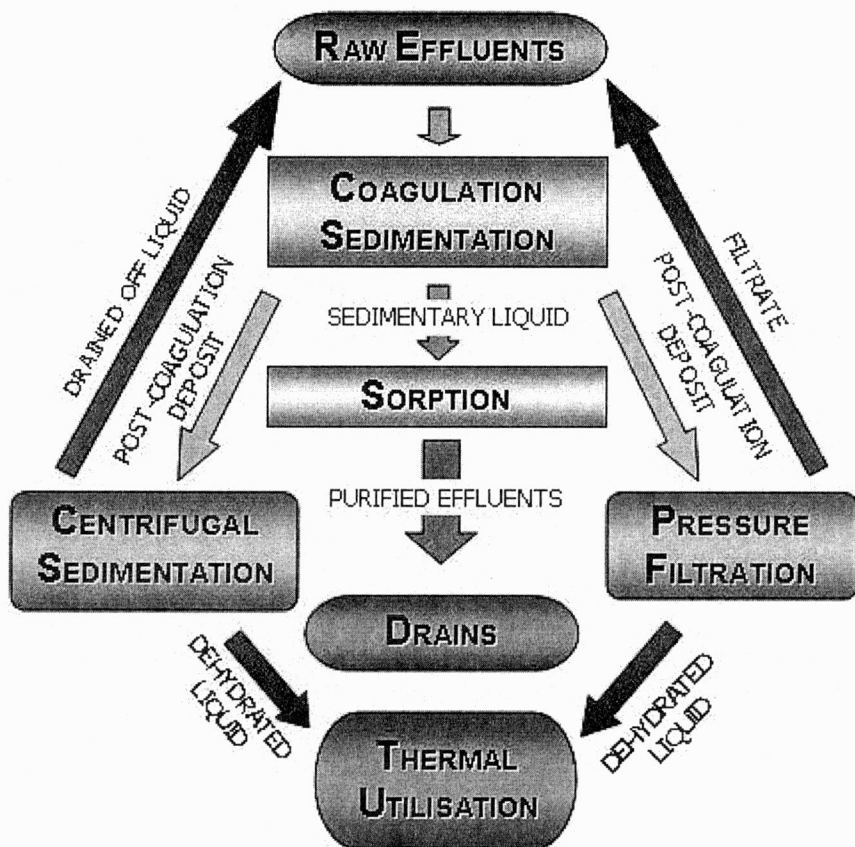 RAW EFFLUENTS
COAGULATION
SEDIMENTATION
DRAINED OFF LIQUID
POST-COAGULATION
DEPOSIT
SEDIMENTARY LIQUID
POST-COAGULATION
DEPOSIT
FILTRATE
SORPTION
PURIFIED EFFLUENTS
CENTRIFUGAL
SEDIMENTATION
PRESSURE
FILTRATION
DRAINS
DEHYDRATED
LIQUID
DEHYDRATED
LIQUID
THERMAL
UTILISATION